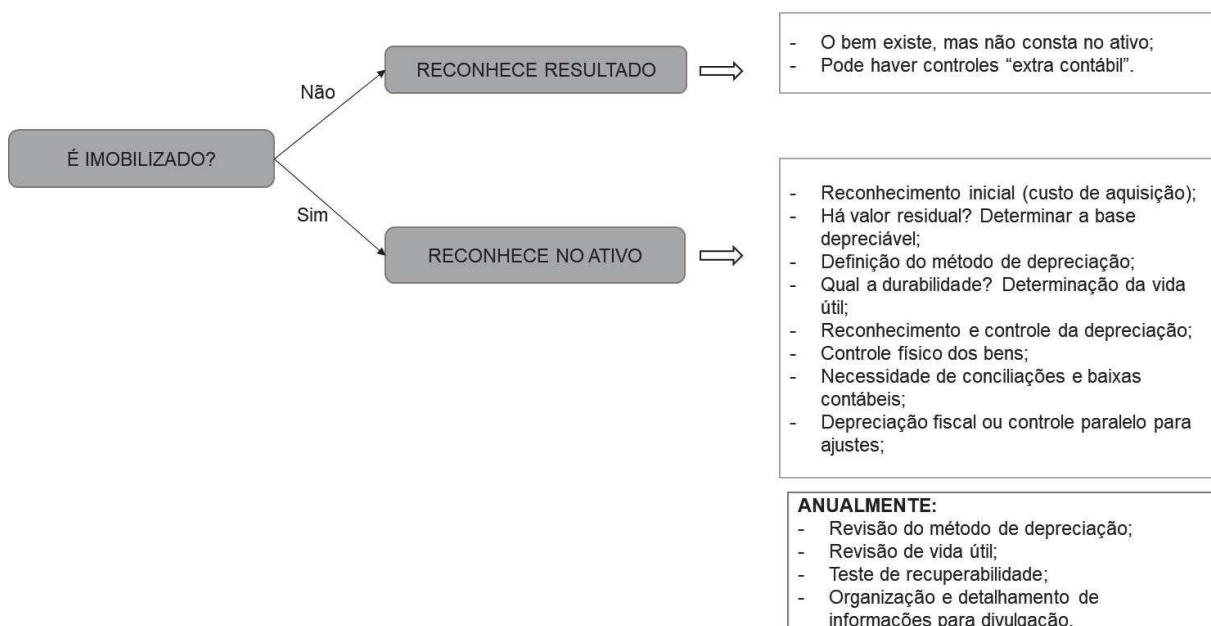 - O bem existe, mas não consta no ativo;
- Pode haver controles “extra contábil”.
RECONHECE RESULTADO
Não
É IMOBILIZADO?
Sim
RECONHECE NO ATIVO
- Reconhecimento inicial (custo de aquisição);
- Há valor residual? Determinar a base
depreciável;
- Definição do método de depreciação;
- Qual a durabilidade? Determinação da vida
útil;
- Reconhecimento e controle da depreciação;
- Controle físico dos bens;
- Necessidade de conciliações e baixas
contábeis;
- Depreciação fiscal ou controle paralelo para
ajustes;
ANUALMENTE:
- Revisão do método de depreciação;
- Revisão de vida útil;
- Teste de recuperabilidade;
- Organização e detalhamento de
informações para divulgação.